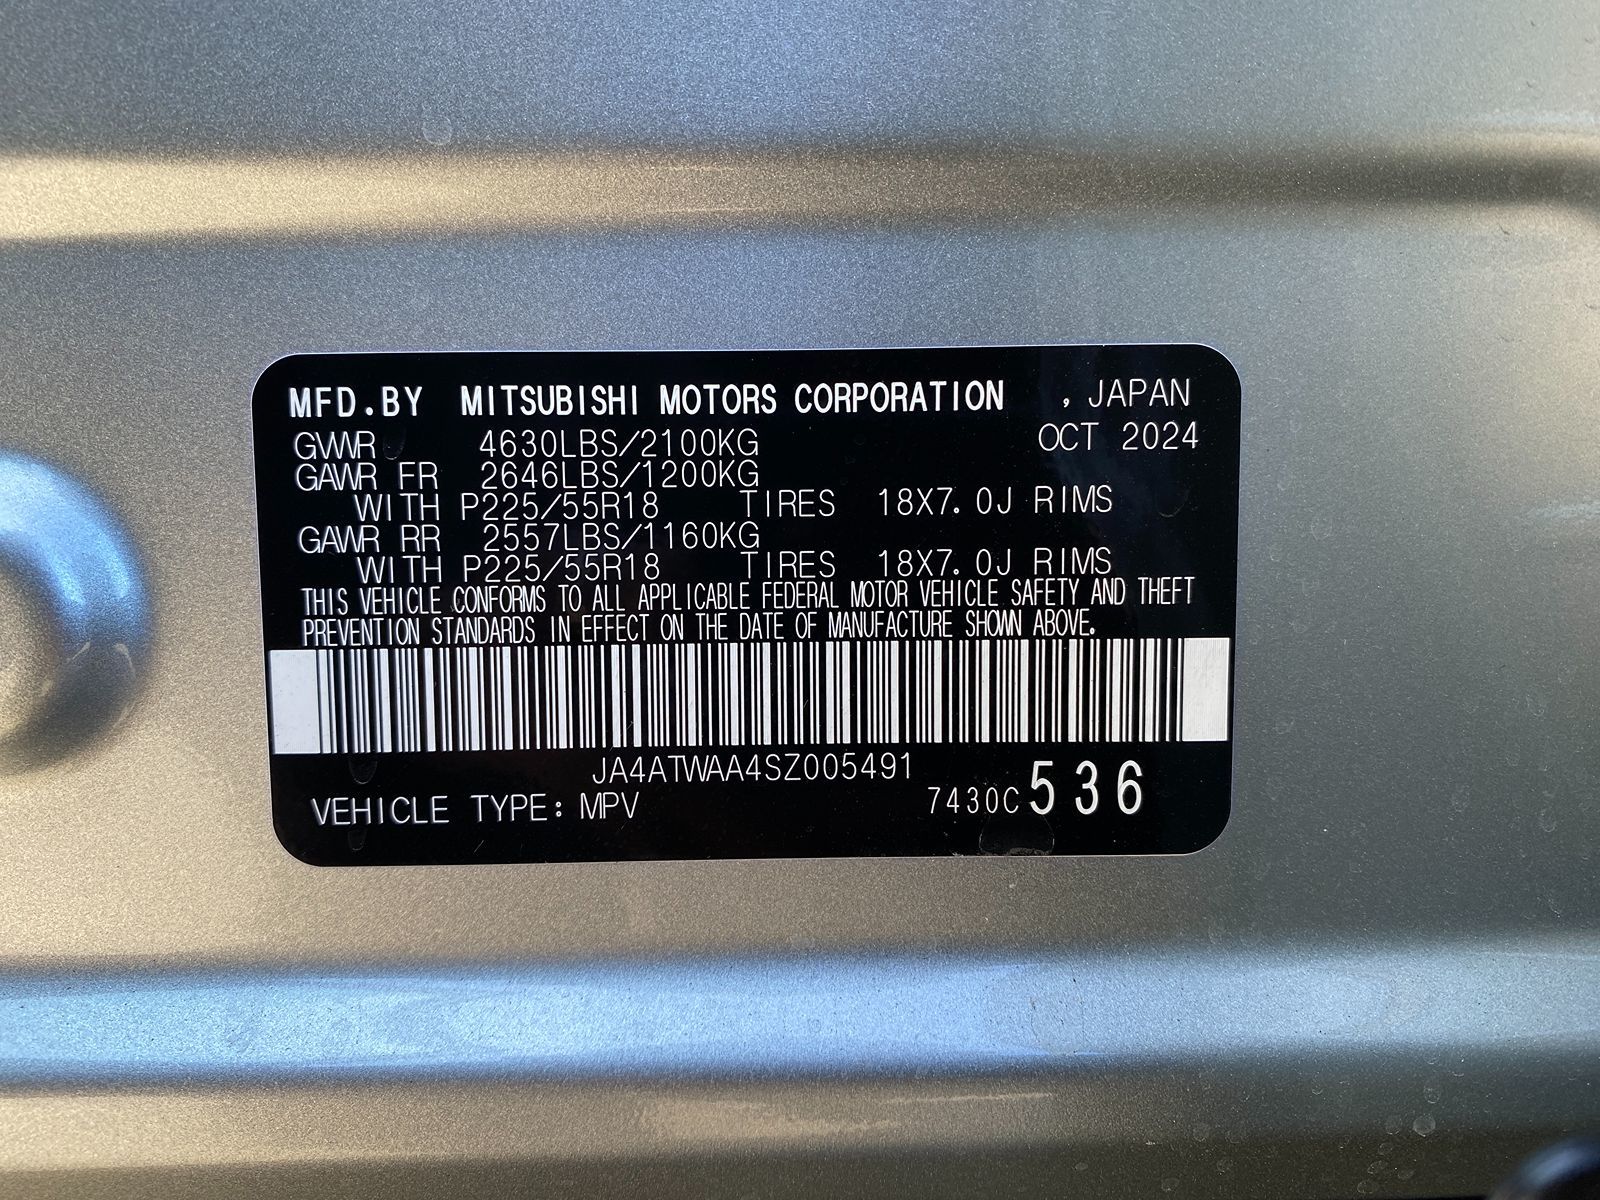 MFD.BY MITSUBISHI MOTORS CORPORATION , JAPAN
GVWR 4630LBS/2100KG OCT 2024
GAWR FR 2646LBS/1200KG
WITH P225/55R18 TIRES 18X7.0J RIMS
GAWR RR 2557LBS/1160KG
WITH P225/55R18 TIRES 18X7.0J RIMS
THIS VEHICLE CONFORMS TO ALL APPLICABLE FEDERAL MOTOR VEHICLE SAFETY AND THEFT
PREVENTION STANDARDS IN EFFECT ON THE DATE OF MANUFACTURE SHOWN ABOVE.
JA4ATWAA4SZ005491
VEHICLE TYPE: MPV 7430C 536